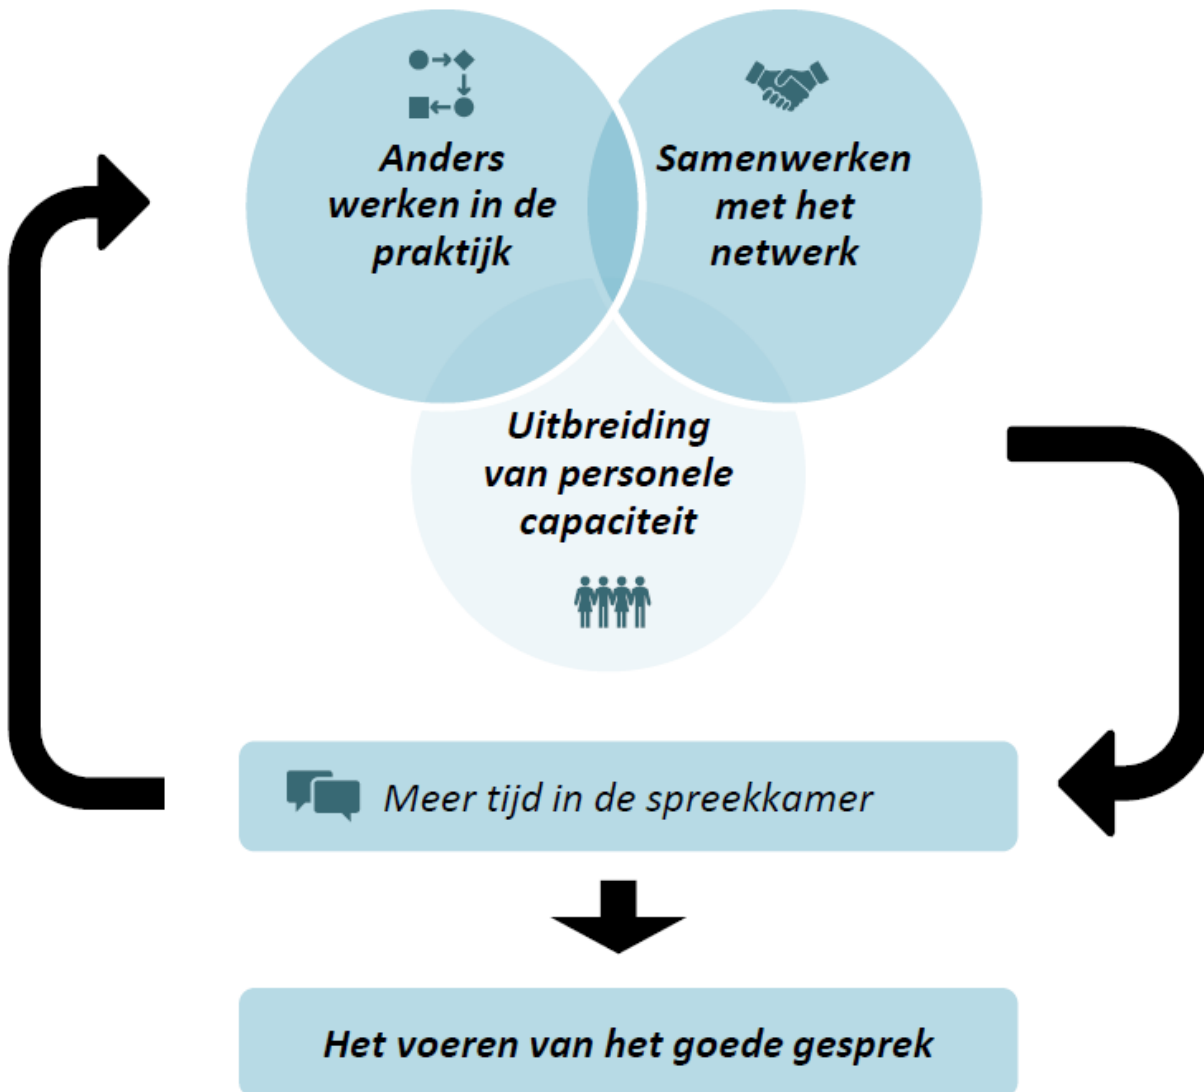 Anders
werken in de
praktijk
Samenwerken
met het
netwerk
Uitbreiding
van personele
capaciteit
Meer tijd in de spreekkamer
Het voeren van het goede gesprek